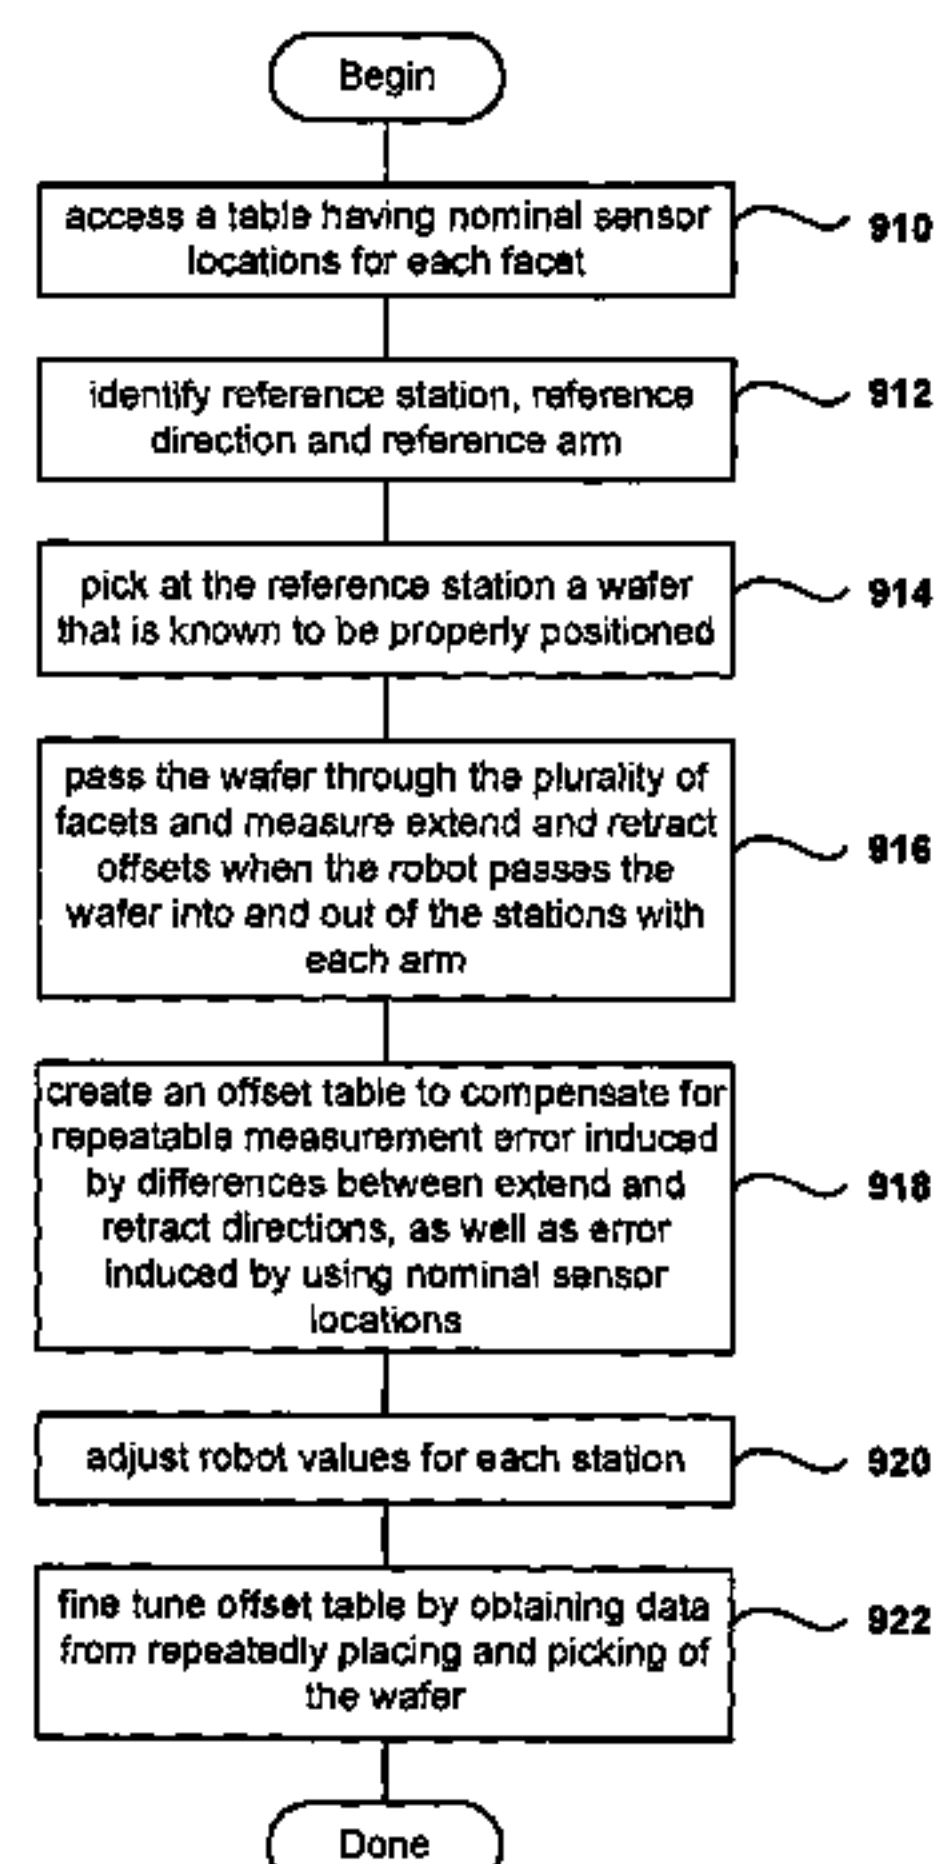 Begin
access a table having nominal sensor
locations for each facet
910
identify reference station, reference
direction and reference arm
912
pick at the reference station a wafer
that is known to be properly positioned
914
pass the wafer through the plurality of
facets and measure extend and retract
offsets when the robot passes the
wafer into and out of the stations with
each arm
916
create an offset table to compensate for
repeatable measurement error induced
by differences between extend and
retract directions, as well as error
induced by using nominal sensor
locations
918
adjust robot values for each station
920
fine tune offset table by obtaining data
from repeatedly placing and picking of
the wafer
922
Done